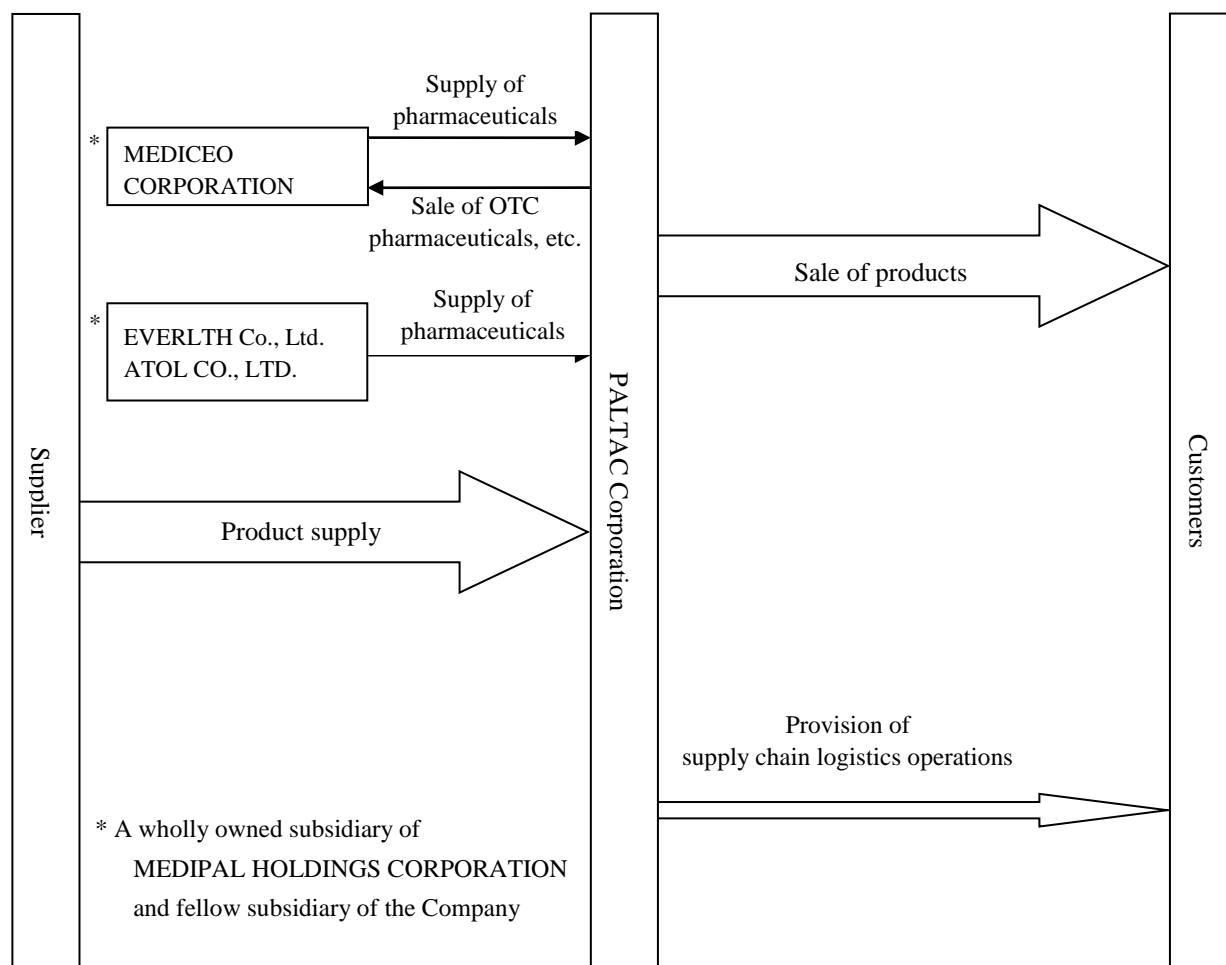 Supply of
pharmaceuticals
*
MEDICEO
CORPORATION
Sale of OTC
pharmaceuticals, etc.
Sale of products
Supply of
pharmaceuticals
*
EVERLTH Co., Ltd.
ATOL CO., LTD.
Supplier
Product supply
PALTAC Corporation
Customers
Provision of
supply chain logistics operations
* A wholly owned subsidiary of
MEDIPAL HOLDINGS CORPORATION
and fellow subsidiary of the Company